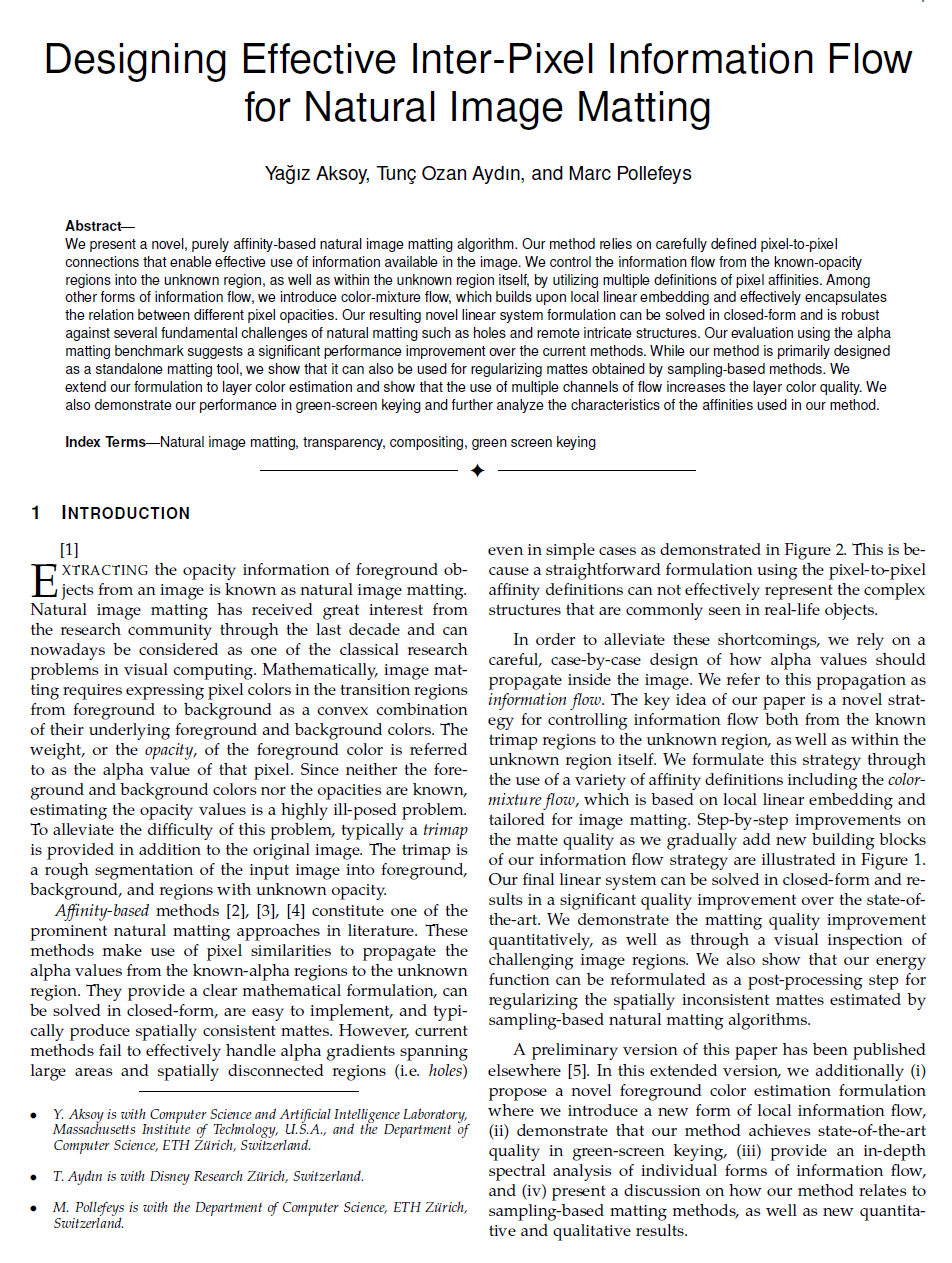 Designing Effective Inter-Pixel Information Flow
for Natural Image Matting
Yağız Aksoy, Tunç Ozan Aydın, and Marc Pollefeys
Abstract—
We present a novel, purely affinity-based natural image matting algorithm. Our method relies on carefully defined pixel-to-pixel
connections that enable effective use of information available in the image. We control the information flow from the known-opacity
regions into the unknown region, as well as within the unknown region itself, by utilizing multiple definitions of pixel affinities. Among
other forms of information flow, we introduce color-mixture flow, which builds upon local linear embedding and effectively encapsulates
the relation between different pixel opacities. Our resulting novel linear system formulation can be solved in closed-form and is robust
against several fundamental challenges of natural matting such as holes and remote intricate structures. Our evaluation using the alpha
matting benchmark suggests a significant performance improvement over the current methods. While our method is primarily designed
as a standalone matting tool, we show that it can also be used for regularizing mattes obtained by sampling-based methods. We
extend our formulation to layer color estimation and show that the use of multiple channels of flow increases the layer color quality. We
also demonstrate our performance in green-screen keying and further analyze the characteristics of the affinities used in our method.
Index Terms—Natural image matting, transparency, compositing, green screen keying
1 INTRODUCTION
[1]
EXTRACTING the opacity information of foreground ob-
jects from an image is known as natural image matting.
Natural image matting has received great interest from
the research community through the last decade and can
nowadays be considered as one of the classical research
problems in visual computing. Mathematically, image mat-
ting requires expressing pixel colors in the transition regions
from foreground to background as a convex combination
of their underlying foreground and background colors. The
weight, or the opacity, of the foreground color is referred
to as the alpha value of that pixel. Since neither the fore-
ground and background colors nor the opacities are known,
estimating the opacity values is a highly ill-posed problem.
To alleviate the difficulty of this problem, typically a trimap
is provided in addition to the original image. The trimap is
a rough segmentation of the input image into foreground,
background, and regions with unknown opacity.
Affinity-based methods [2], [3], [4] constitute one of the
prominent natural matting approaches in literature. These
methods make use of pixel similarities to propagate the
alpha values from the known-alpha regions to the unknown
region. They provide a clear mathematical formulation, can
be solved in closed-form, are easy to implement, and typi-
cally produce spatially consistent mattes. However, current
methods fail to effectively handle alpha gradients spanning
large areas and spatially disconnected regions (i.e. holes)
• Y. Aksoy is with Computer Science and Artificial Intelligence Laboratory,
Massachusetts Institute of Technology, U.S.A., and the Department of
Computer Science, ETH Zürich, Switzerland.
• T. Aydın is with Disney Research Zürich, Switzerland.
• M. Pollefeys is with the Department of Computer Science, ETH Zürich,
Switzerland.
even in simple cases as demonstrated in Figure 2. This is be-
cause a straightforward formulation using the pixel-to-pixel
affinity definitions can not effectively represent the complex
structures that are commonly seen in real-life objects.
In order to alleviate these shortcomings, we rely on a
careful, case-by-case design of how alpha values should
propagate inside the image. We refer to this propagation as
information flow. The key idea of our paper is a novel strat-
egy for controlling information flow both from the known
trimap regions to the unknown region, as well as within the
unknown region itself. We formulate this strategy through
the use of a variety of affinity definitions including the color-
mixture flow, which is based on local linear embedding and
tailored for image matting. Step-by-step improvements on
the matte quality as we gradually add new building blocks
of our information flow strategy are illustrated in Figure 1.
Our final linear system can be solved in closed-form and re-
sults in a significant quality improvement over the state-of-
the-art. We demonstrate the matting quality improvement
quantitatively, as well as through a visual inspection of
challenging image regions. We also show that our energy
function can be reformulated as a post-processing step for
regularizing the spatially inconsistent mattes estimated by
sampling-based natural matting algorithms.
A preliminary version of this paper has been published
elsewhere [5]. In this extended version, we additionally (i)
propose a novel foreground color estimation formulation
where we introduce a new form of local information flow,
(ii) demonstrate that our method achieves state-of-the-art
quality in green-screen keying, (iii) provide an in-depth
spectral analysis of individual forms of information flow,
and (iv) present a discussion on how our method relates to
sampling-based matting methods, as well as new quantita-
tive and qualitative results.